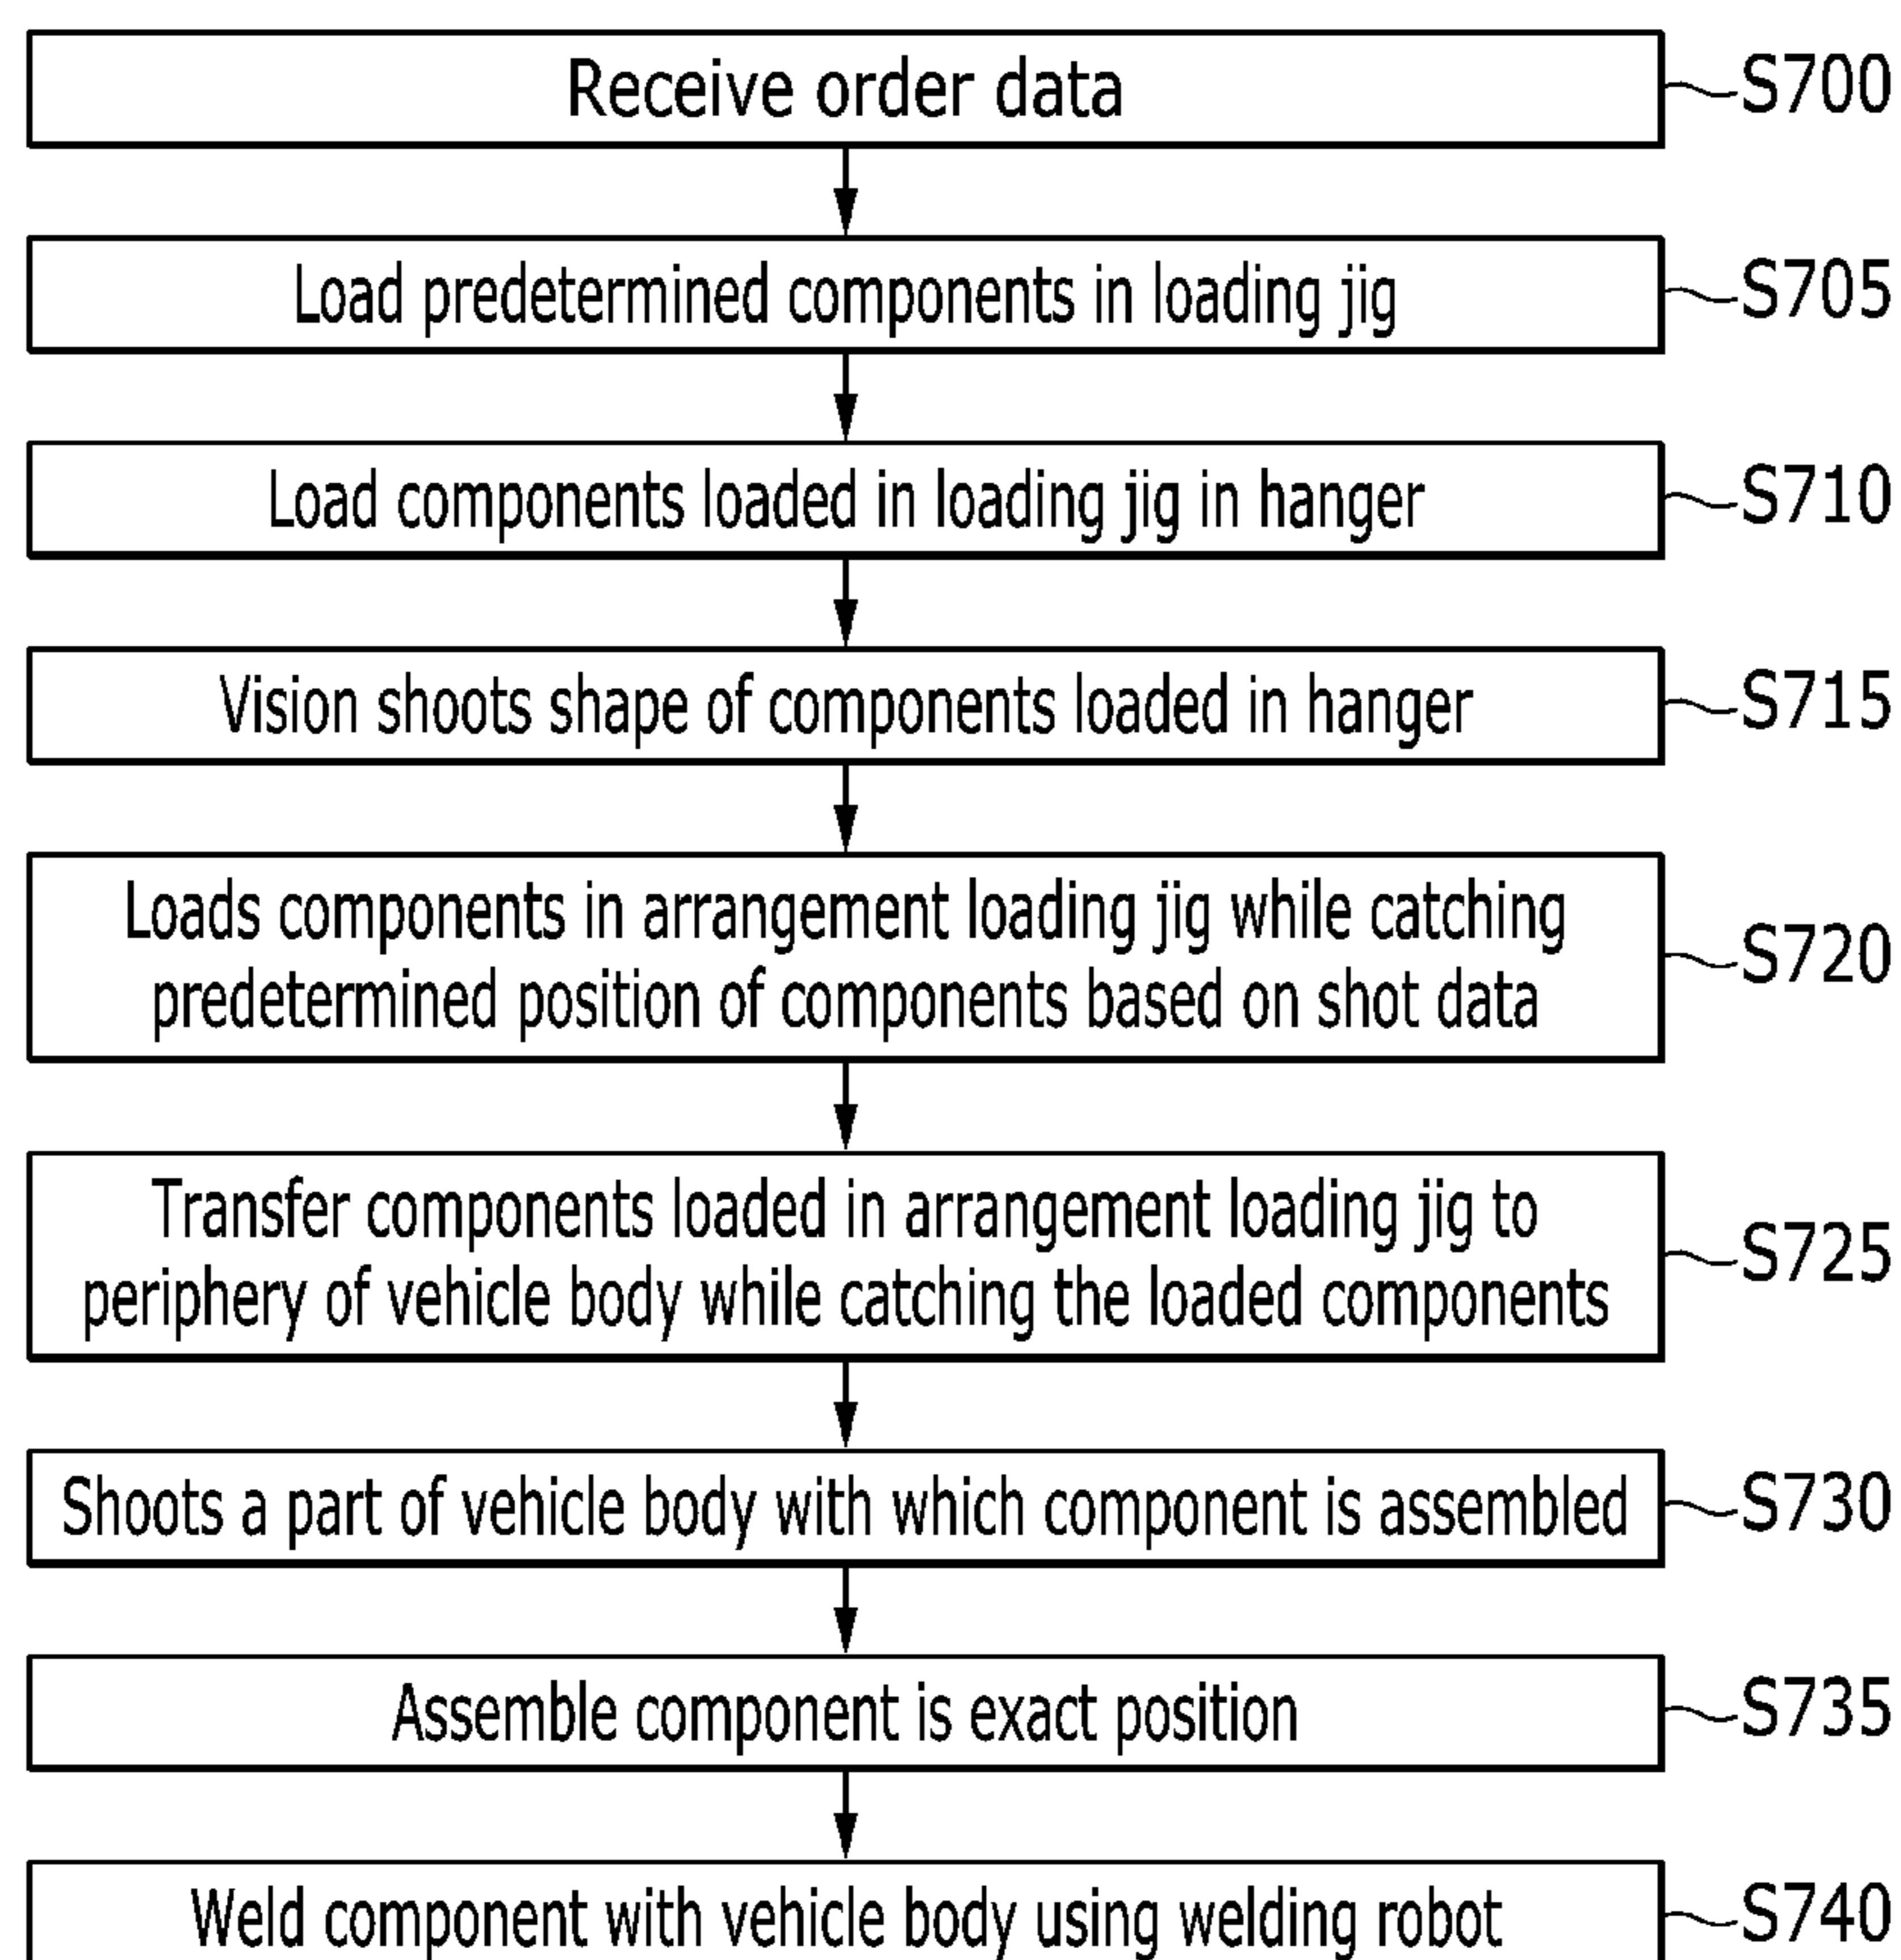 Receive order data
S700
Load predetermined components in loading jig
S705
Load components loaded in loading jig in hanger
S710
Vision shoots shape of components loaded in hanger
S715
Loads components in arrangement loading jig while catching
predetermined position of components based on shot data
S720
Transfer components loaded in arrangement loading jig to
periphery of vehicle body while catching the loaded components
S725
Shoots a part of vehicle body with which component is assembled
S730
Assemble component is exact position
S735
Weld component with vehicle body using welding robot
S740